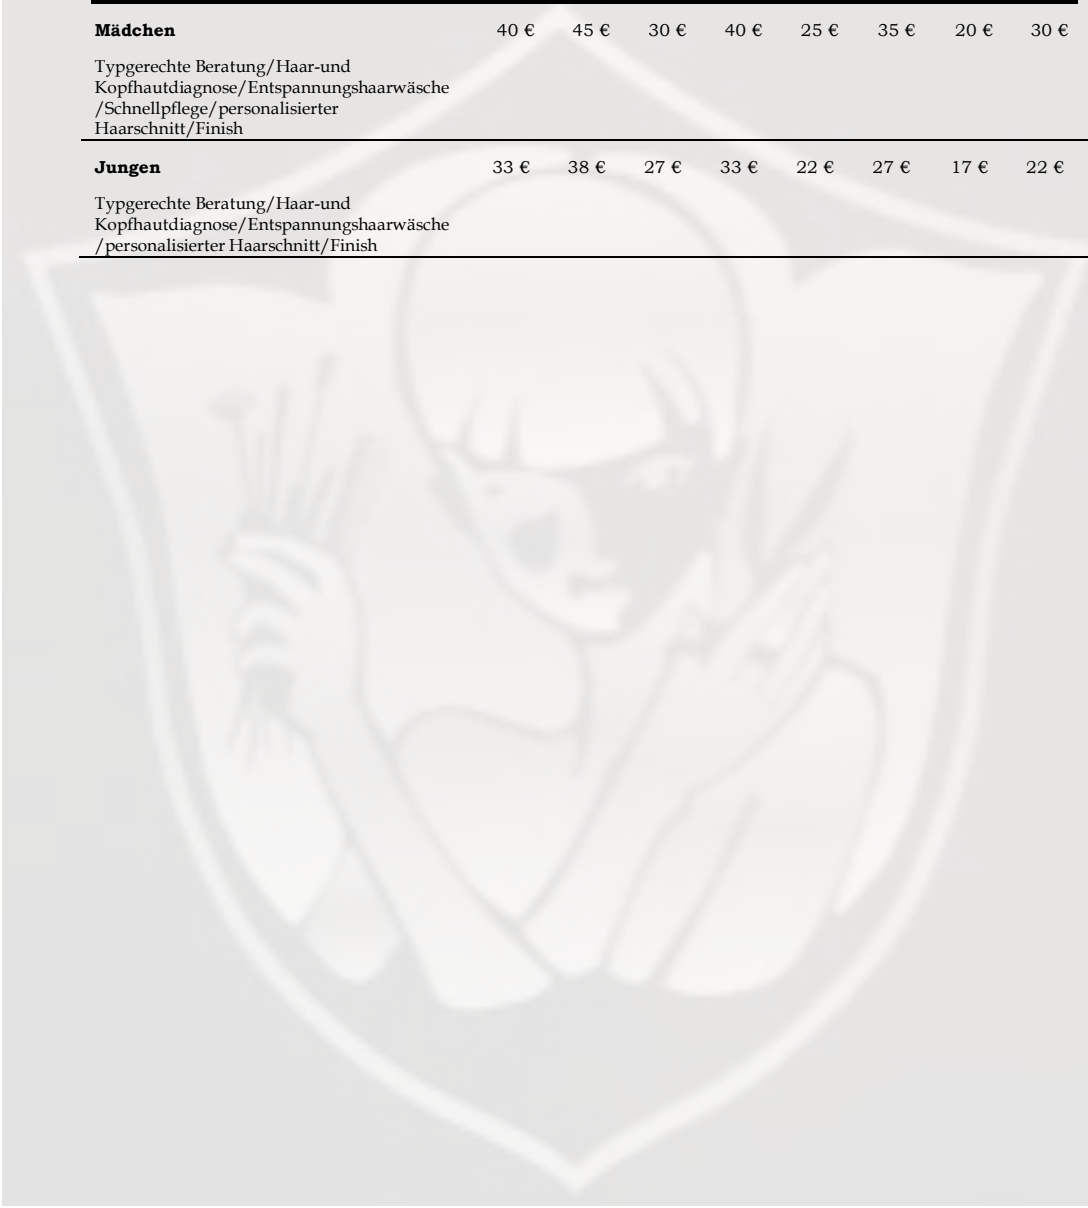 Mädchen 40 € 45 € 30 € 40 € 25 € 35 € 20 € 30 €
Typgerechte Beratung/Haar-und
Kopfhautdiagnose/Entspannungshaarwäsche
/Schnellpflege/personalisierter
Haarschnitt/Finish
Jungen 33 € 38 € 27 € 33 € 22 € 27 € 17 € 22 €
Typgerechte Beratung/Haar-und
Kopfhautdiagnose/Entspannungshaarwäsche
/personalisierter Haarschnitt/Finish